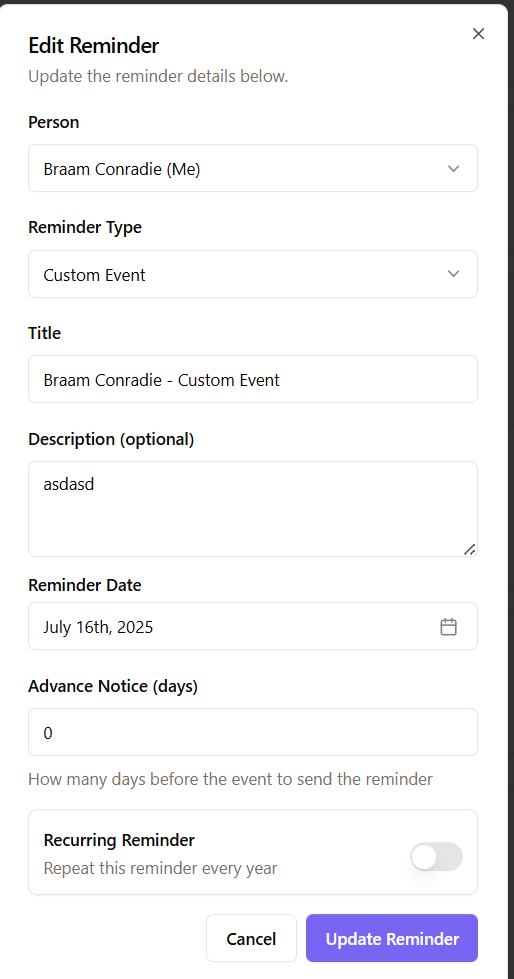 Edit Reminder
Update the reminder details below.
Person
Braam Conradie (Me)
Reminder Type
Custom Event
Title
Braam Conradie - Custom Event
Description (optional)
asdasd
Reminder Date
July 16th, 2025
Advance Notice (days)
0
How many days before the event to send the reminder
Recurring Reminder
Repeat this reminder every year
Cancel
Update Reminder